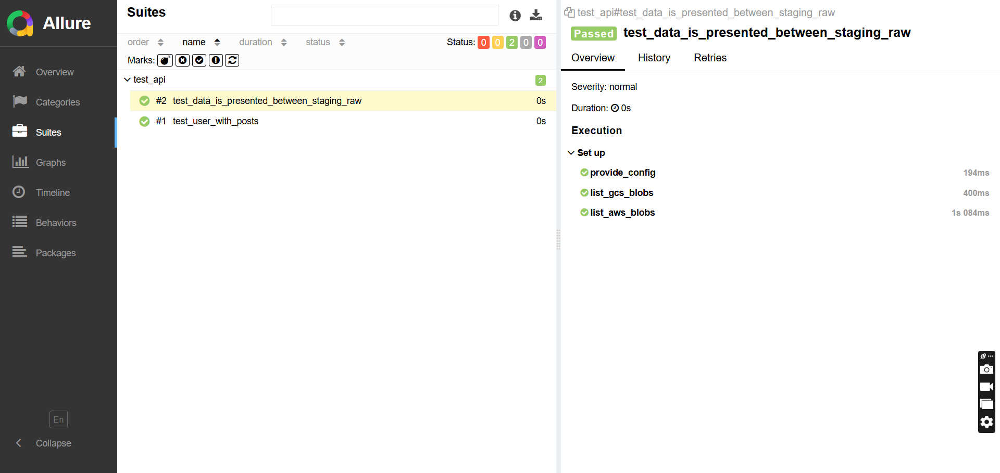 Allure
Overview
Categories
Suites
Graphs
Timeline
Behaviors
Packages
En
Collapse
Suites
order name duration status Status: 0 0 2 0 0
Marks:
test_api 2
#2 test_data_is_presented_between_staging_raw 0s
#1 test_user_with_posts 0s
test_api#test_data_is_presented_between_staging_raw
Passed test_data_is_presented_between_staging_raw
Overview History Retries
Severity: normal
Duration: 0s
Execution
Set up
provide_config 194ms
list_gcs_blobs 400ms
list_aws_blobs 1s 084ms